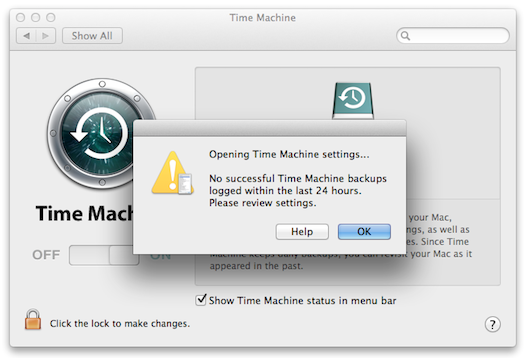 Time Machine
Show All
Opening Time Machine settings...
No successful Time Machine backups
logged within the last 24 hours.
Please review settings.
Help
OK
Time Mach
OFF
ON
your Mac,
ngs, as well as
es. Since Time
Machine keeps daily backups, you can revisit your Mac as it
appeared in the past.
Show Time Machine status in menu bar
Click the lock to make changes.
?